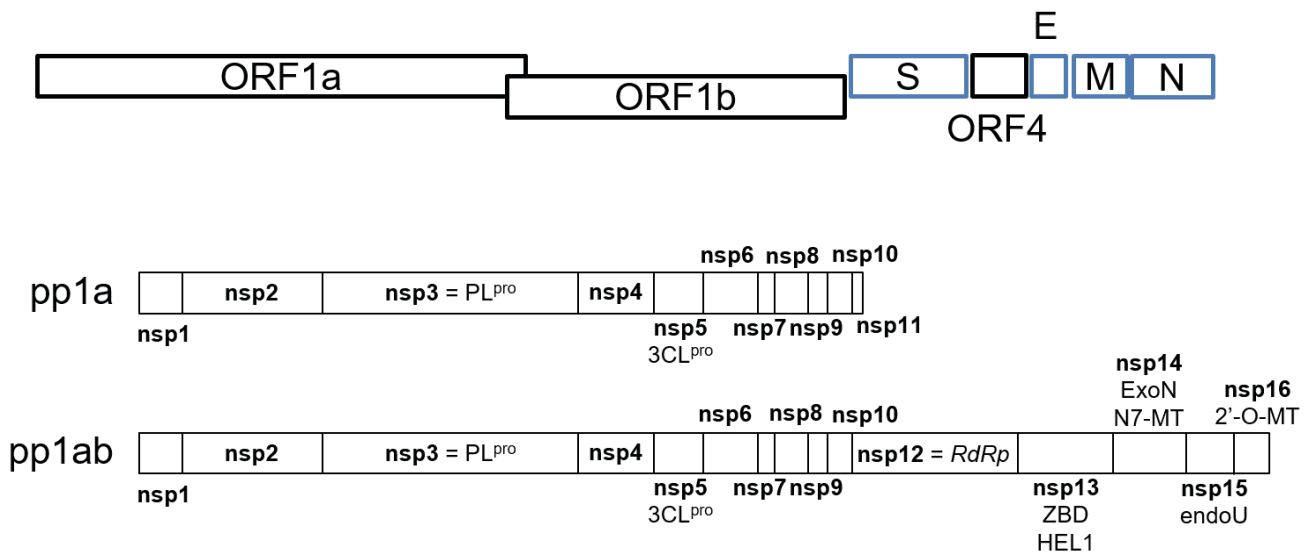 E
ORF1a
ORF1b
S
M
N
ORF4
nsp6
nsp8
nsp10
pp1a
nsp2
nsp3 = PLpro
nsp4
nsp1
nsp5
nsp7
nsp9
nsp11
3CLpro
nsp14
ExoN
N7-MT
nsp16
2'-O-MT
nsp6
nsp8
nsp10
pp1ab
nsp2
nsp3 = PLpro
nsp4
nsp12 = RdRp
nsp1
nsp5
3CLpro
nsp7
nsp9
nsp13
ZBD
HEL1
nsp15
endoU